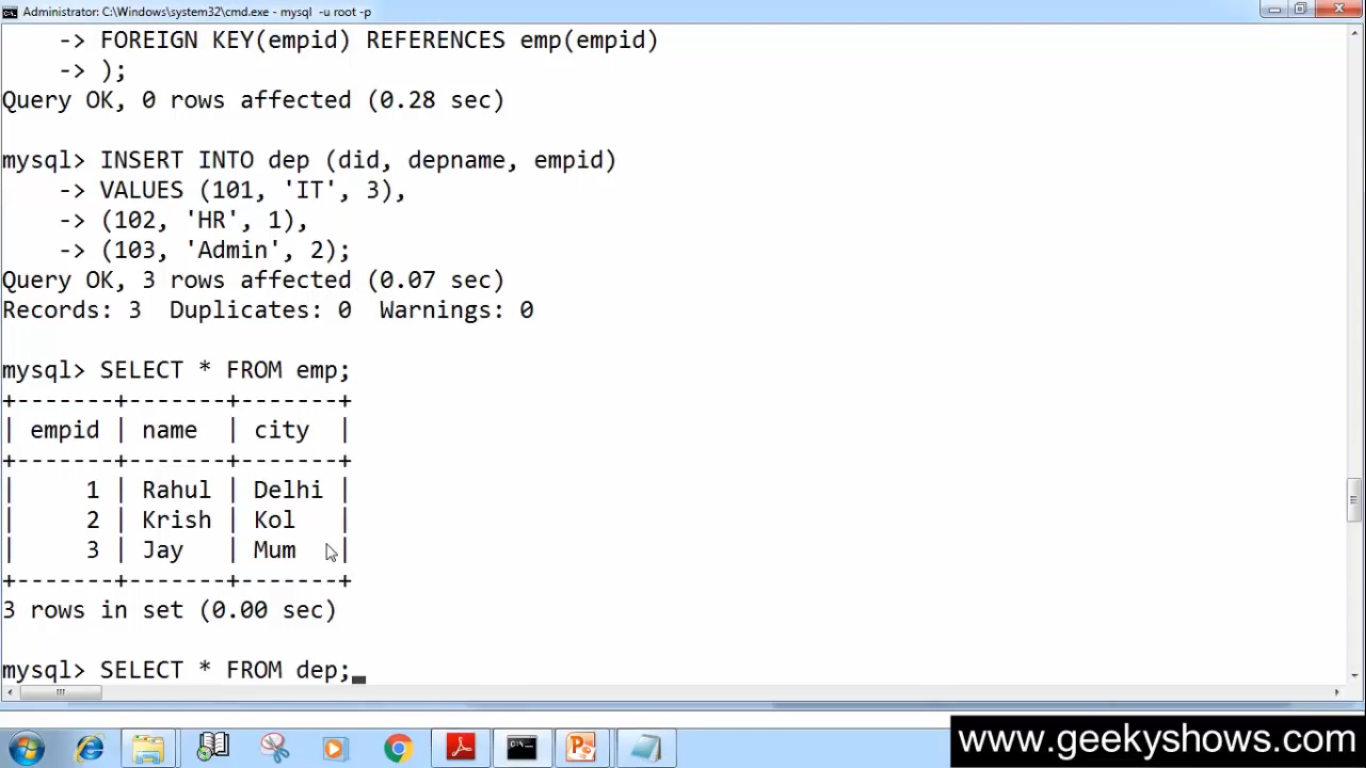 Administrator: C:\Windows\system32\cmd.exe - mysql  -u root -p
    -> FOREIGN KEY(empid) REFERENCES emp(empid)
    -> );
Query OK, 0 rows affected (0.28 sec)
mysql> INSERT INTO dep (did, depname, empid)
    -> VALUES (101, 'IT', 3),
    -> (102, 'HR', 1),
    -> (103, 'Admin', 2);
Query OK, 3 rows affected (0.07 sec)
Records: 3  Duplicates: 0  Warnings: 0
mysql> SELECT * FROM emp;
+-------+-------+-------+
| empid | name  | city  |
+-------+-------+-------+
|     1 | Rahul | Delhi |
|     2 | Krish | Kol   |
|     3 | Jay   | Mum   |
+-------+-------+-------+
3 rows in set (0.00 sec)
mysql> SELECT * FROM dep;
www.geekyshows.com